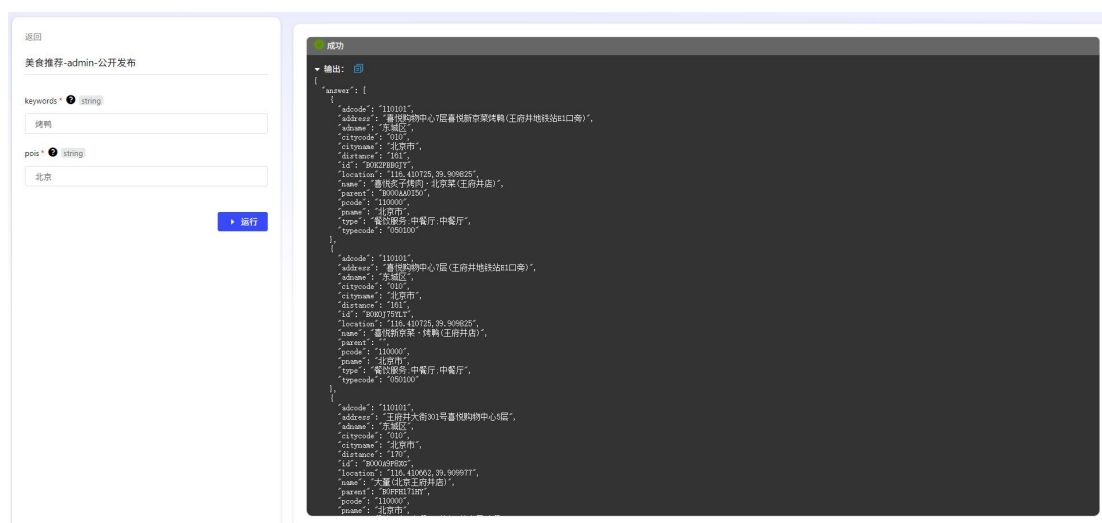 返回
美食推荐-admin-公开发布
keywords * ? string
烤鸭
pois * ? string
北京
运行
成功
输出:
{
"answer": [
{
"adcode": "110101",
"address": "喜悦购物中心7层喜悦新京菜烤鸭(王府井地铁站E1口旁)",
"adname": "东城区",
"citycode": "010",
"cityname": "北京市",
"distance": "161",
"id": "B0KZPBBGJY",
"location": "116.410725,39.909825",
"name": "喜悦炙子烤肉·北京菜(王府井店)",
"parent": "B000AA0I50",
"pcode": "110000",
"pname": "北京市",
"type": "餐饮服务;中餐厅;中餐厅",
"typecode": "050100"
},
{
"adcode": "110101",
"address": "喜悦购物中心7层(王府井地铁站E1口旁)",
"adname": "东城区",
"citycode": "010",
"cityname": "北京市",
"distance": "161",
"id": "B0K0J75YLT",
"location": "116.410725,39.909825",
"name": "喜悦新京菜·烤鸭(王府井店)",
"parent": "",
"pcode": "110000",
"pname": "北京市",
"type": "餐饮服务;中餐厅;中餐厅",
"typecode": "050100"
},
{
"adcode": "110101",
"address": "王府井大街301号喜悦购物中心5层",
"adname": "东城区",
"citycode": "010",
"cityname": "北京市",
"distance": "170",
"id": "B000A9P8XG",
"location": "116.410662,39.909977",
"name": "大董(北京王府井店)",
"parent": "B0FFH171HY",
"pcode": "110000",
"pname": "北京市",